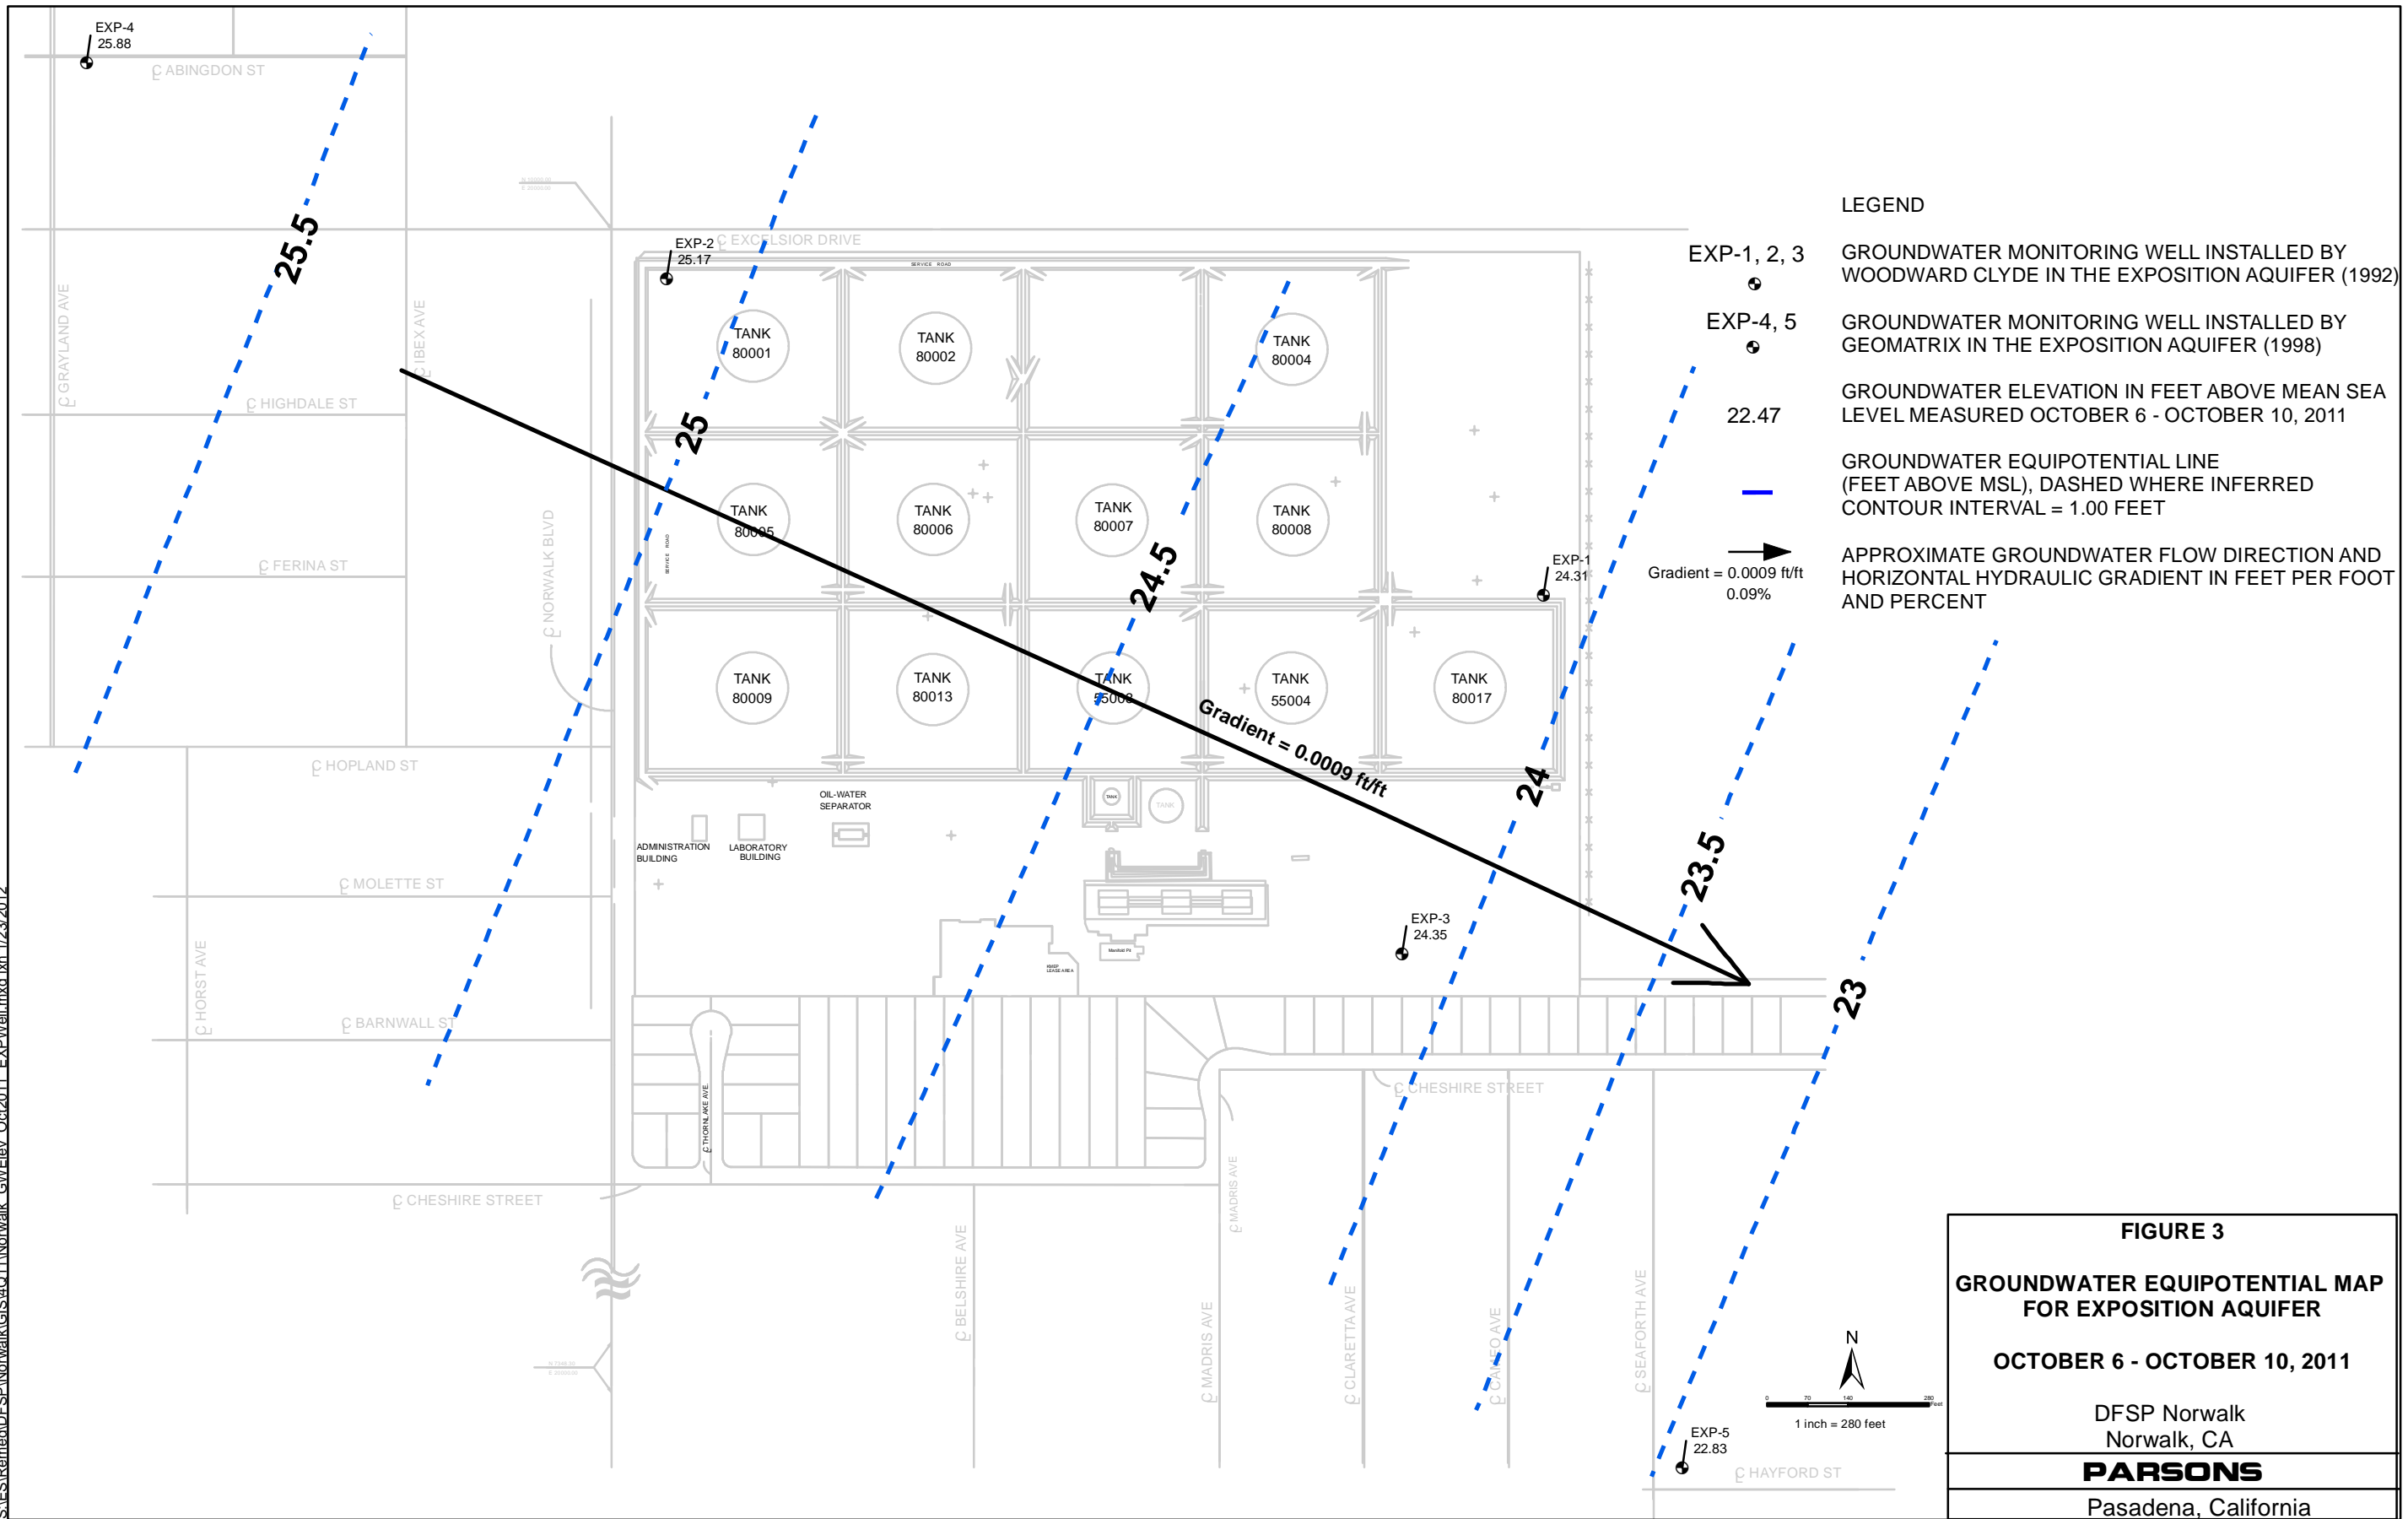 EXP-4
25.88
℄ ABINGDON ST
25.5
℄ GRAYLAND AVE
℄ IBEX AVE
℄ HIGHDALE ST
℄ FERINA ST
℄ HOPLAND ST
℄ MOLETTE ST
℄ HORST AVE
℄ BARNWALL ST
℄ CHESHIRE STREET
℄ NORWALK BLVD
EXP-2
25.17
℄ EXCELSIOR DRIVE
SERVICE ROAD
25
TANK
80001
TANK
80002
TANK
80004
TANK
80005
SERVICE ROAD
TANK
80006
TANK
80007
TANK
80008
24.5
EXP-1
24.31
TANK
80009
TANK
80013
TANK
55003
TANK
55004
TANK
80017
Gradient = 0.0009 ft/ft
24
23.5
23
OIL-WATER
SEPARATOR
TANK
TANK
ADMINISTRATION
BUILDING
LABORATORY
BUILDING
Manifold Pit
LEASE AREA
EXP-3
24.35
℄ THORNLAKE AVE.
℄ CHESHIRE STREET
℄ MADRIS AVE
℄ BELSHIRE AVE
℄ MADRIS AVE
℄ CLARETTA AVE
℄ CAMEO AVE
℄ SEAFORTH AVE
EXP-5
22.83
℄ HAYFORD ST
LEGEND
EXP-1, 2, 3
GROUNDWATER MONITORING WELL INSTALLED BY
WOODWARD CLYDE IN THE EXPOSITION AQUIFER (1992)
EXP-4, 5
GROUNDWATER MONITORING WELL INSTALLED BY
GEOMATRIX IN THE EXPOSITION AQUIFER (1998)
22.47
GROUNDWATER ELEVATION IN FEET ABOVE MEAN SEA
LEVEL MEASURED OCTOBER 6 - OCTOBER 10, 2011
GROUNDWATER EQUIPOTENTIAL LINE
(FEET ABOVE MSL), DASHED WHERE INFERRED
CONTOUR INTERVAL = 1.00 FEET
Gradient = 0.0009 ft/ft
0.09%
APPROXIMATE GROUNDWATER FLOW DIRECTION AND
HORIZONTAL HYDRAULIC GRADIENT IN FEET PER FOOT
AND PERCENT
N
0 70 140 280
Feet
1 inch = 280 feet
FIGURE 3
GROUNDWATER EQUIPOTENTIAL MAP
FOR EXPOSITION AQUIFER
OCTOBER 6 - OCTOBER 10, 2011
DFSP Norwalk
Norwalk, CA
PARSONS
Pasadena, California